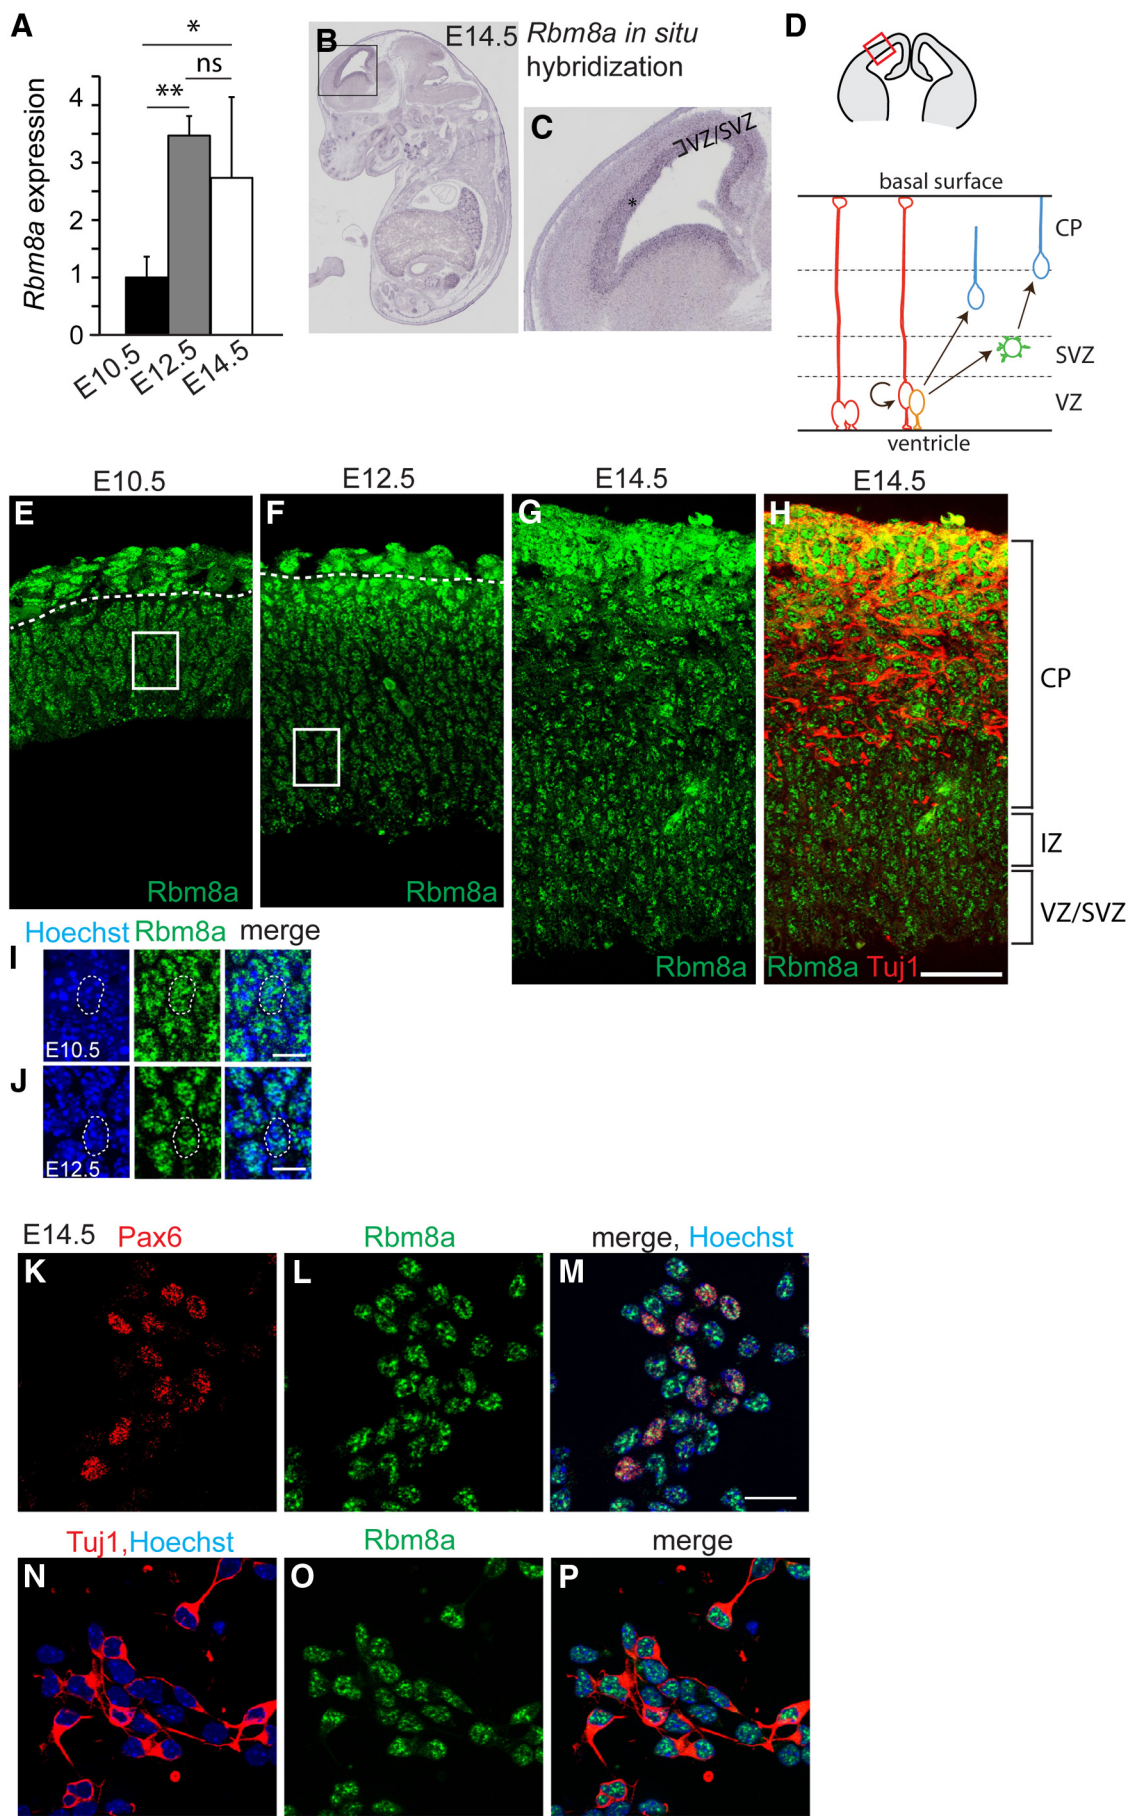 A
Rbm8a expression
4
3
2
1
0
*
ns
**
E10.5
E12.5
E14.5
B
E14.5
Rbm8a in situ
hybridization
C
VZ/SVZ
*
D
basal surface
CP
SVZ
VZ
ventricle
E10.5
E12.5
E14.5
E14.5
E
F
G
H
CP
IZ
VZ/SVZ
Rbm8a
Rbm8a
Rbm8a
Rbm8a Tuj1
Hoechst Rbm8a merge
I
E10.5
J
E12.5
E14.5 Pax6
Rbm8a
merge, Hoechst
K
L
M
Tuj1,Hoechst
Rbm8a
merge
N
O
P